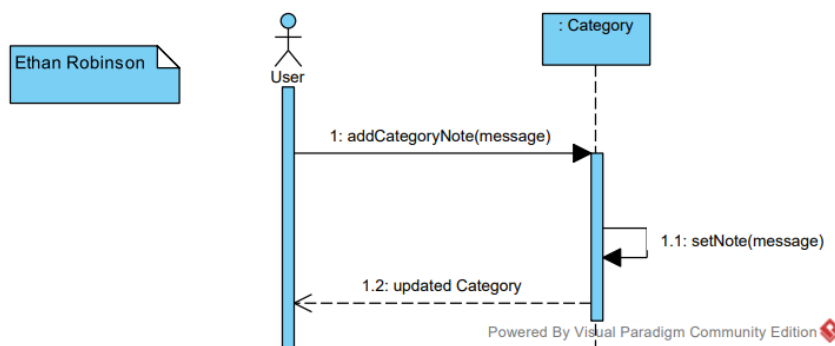 : Category
Ethan Robinson
User
1: addCategoryNote(message)
1.1: setNote(message)
1.2: updated Category
Powered By Visual Paradigm Community Edition